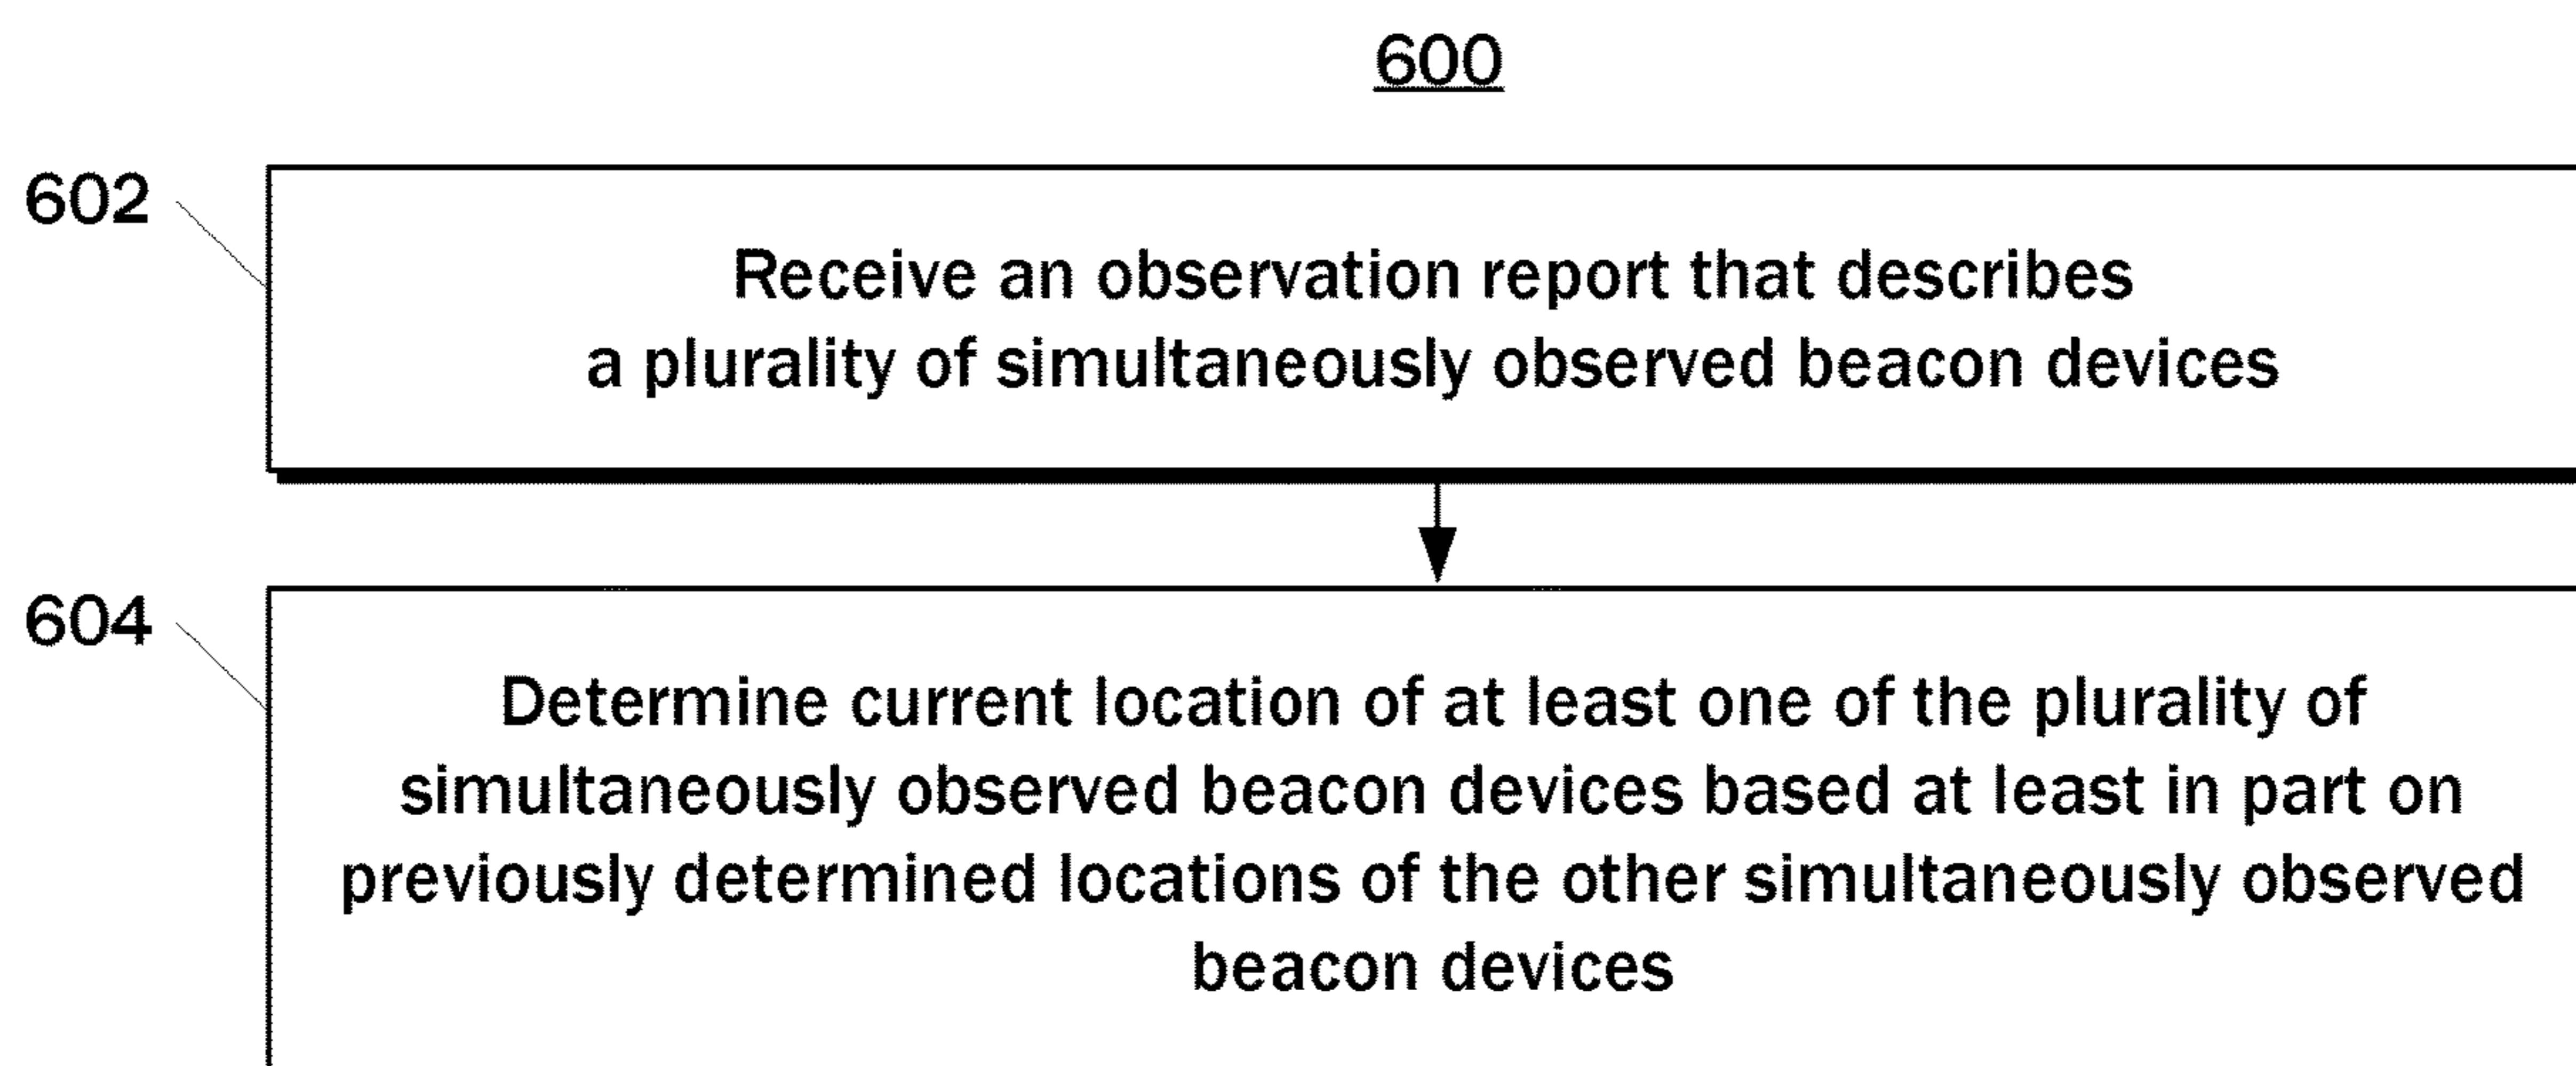 600
602
Receive an observation report that describes
a plurality of simultaneously observed beacon devices
604
Determine current location of at least one of the plurality of
simultaneously observed beacon devices based at least in part on
previously determined locations of the other simultaneously observed
beacon devices